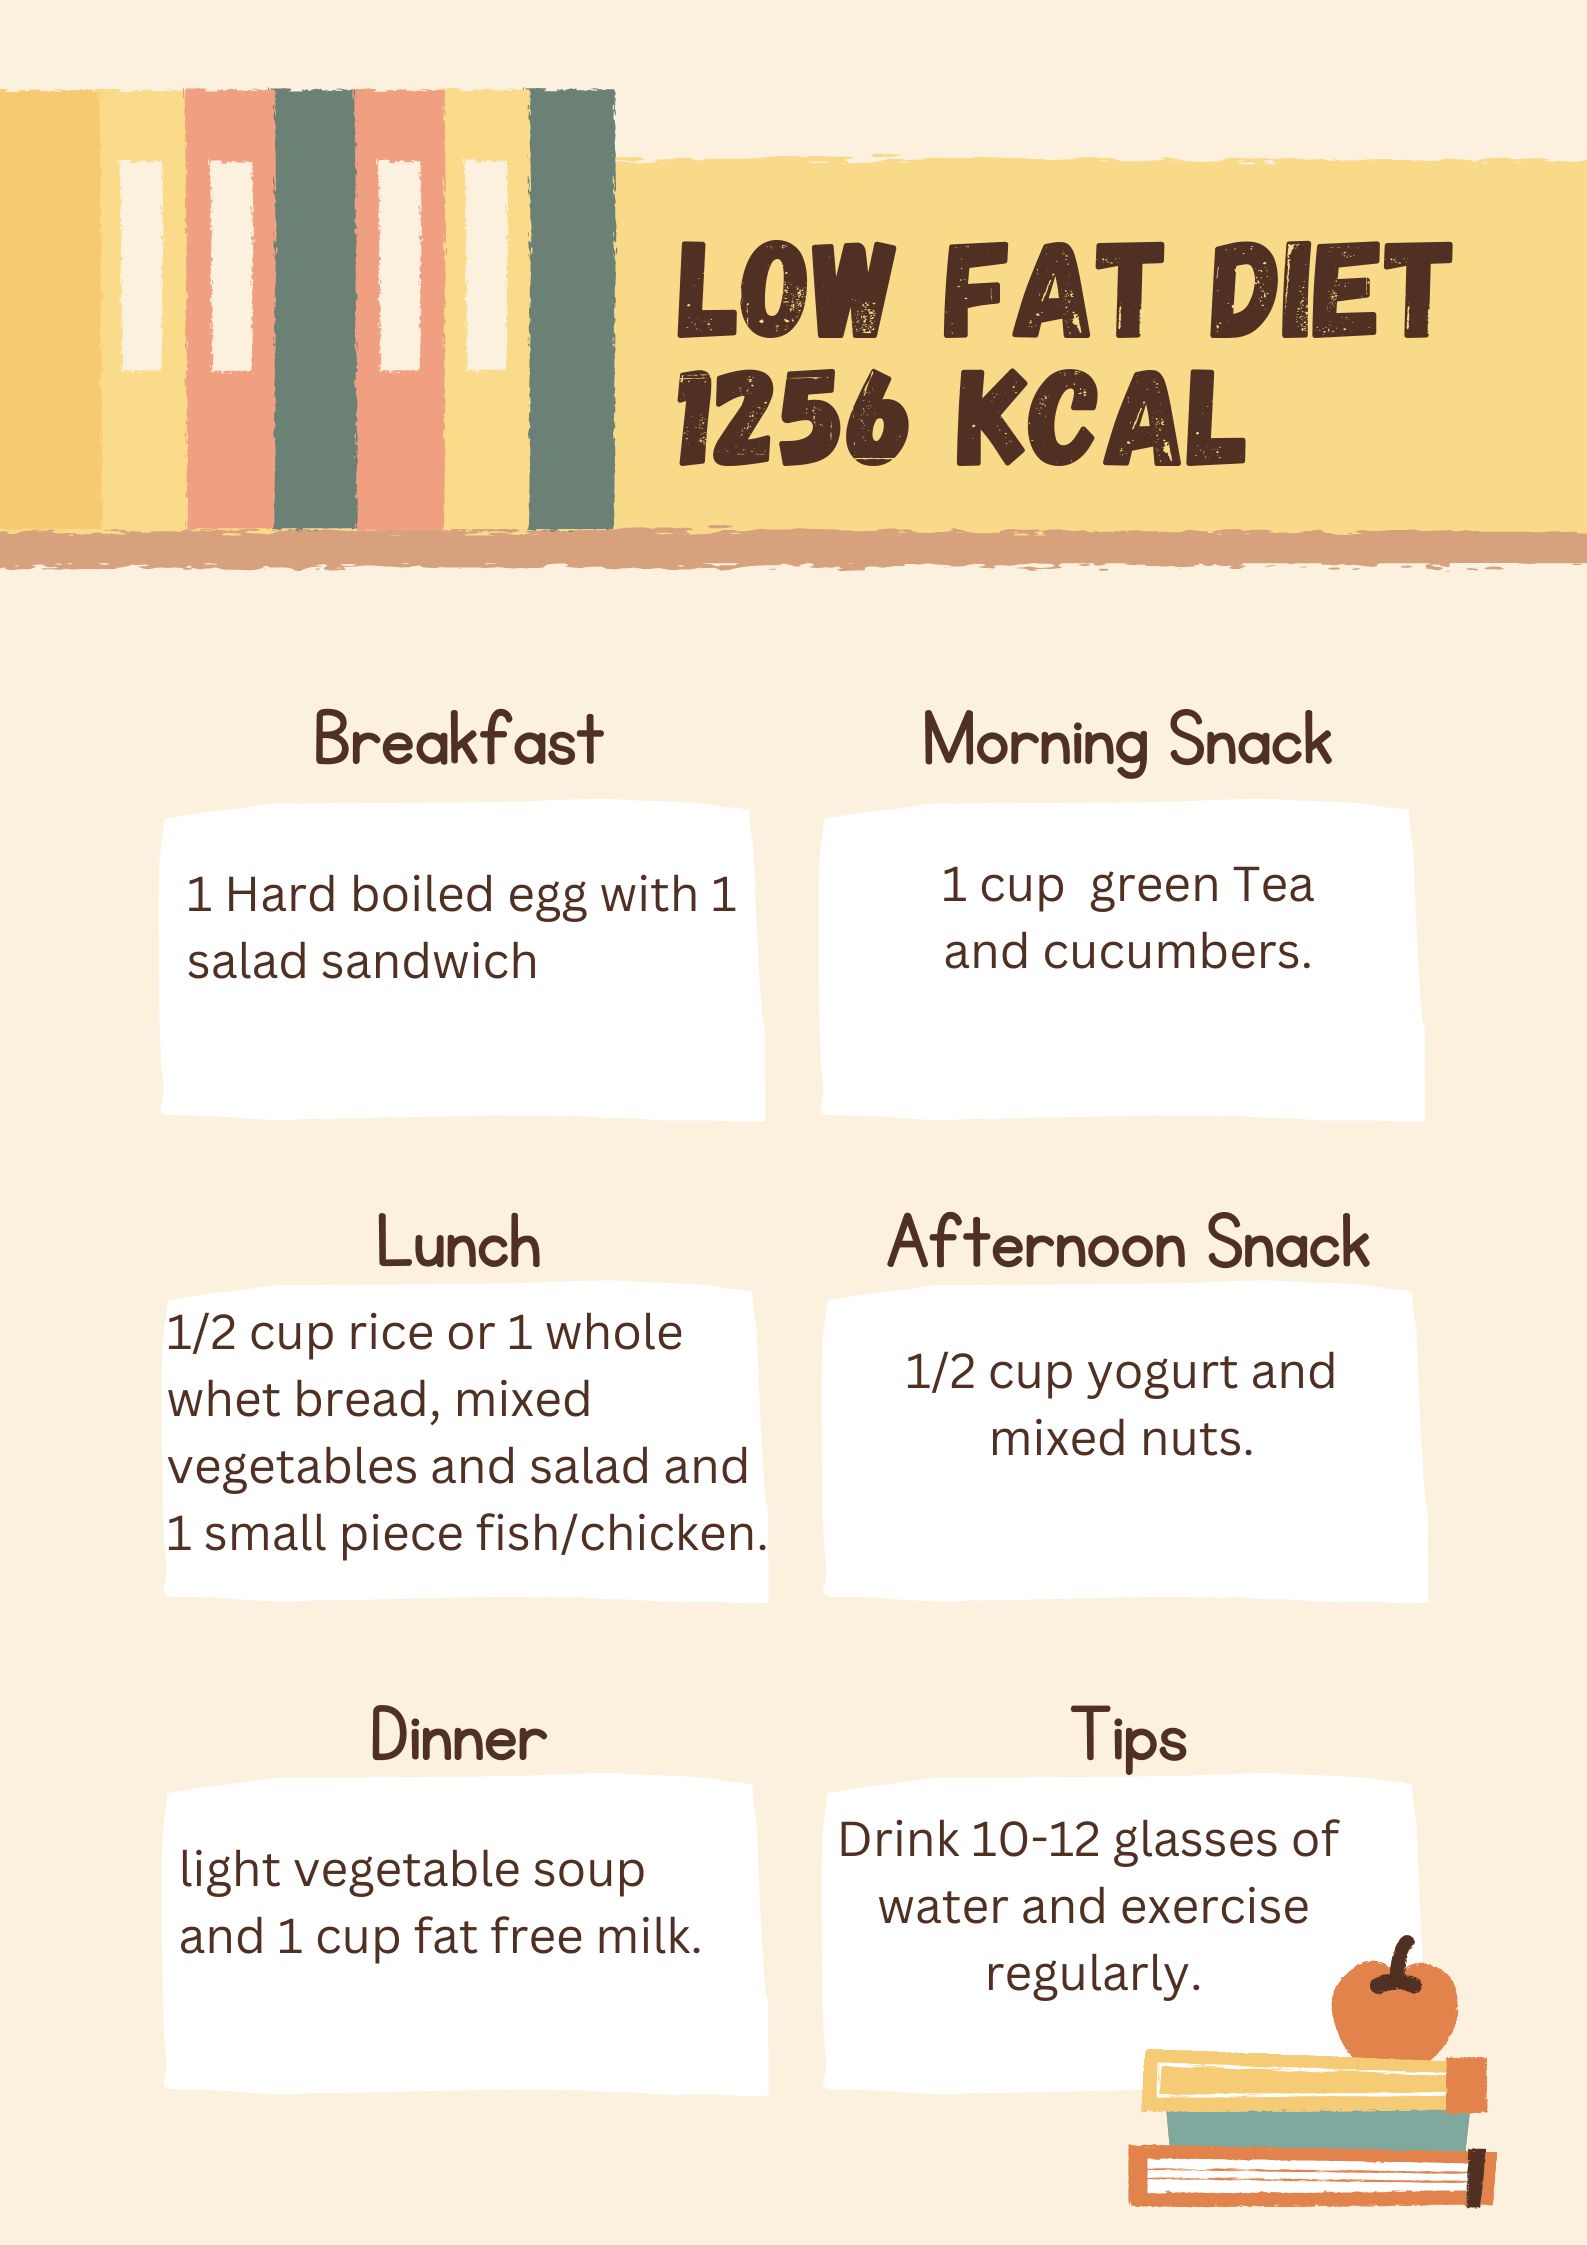 LOW FAT DIET
1256 KCAL
Breakfast
1 Hard boiled egg with 1
salad sandwich
Morning Snack
1 cup  green Tea
and cucumbers.
Lunch
1/2 cup rice or 1 whole
whet bread, mixed
vegetables and salad and
1 small piece fish/chicken.
Afternoon Snack
1/2 cup yogurt and
mixed nuts.
Dinner
light vegetable soup
and 1 cup fat free milk.
Tips
Drink 10-12 glasses of
water and exercise
regularly.